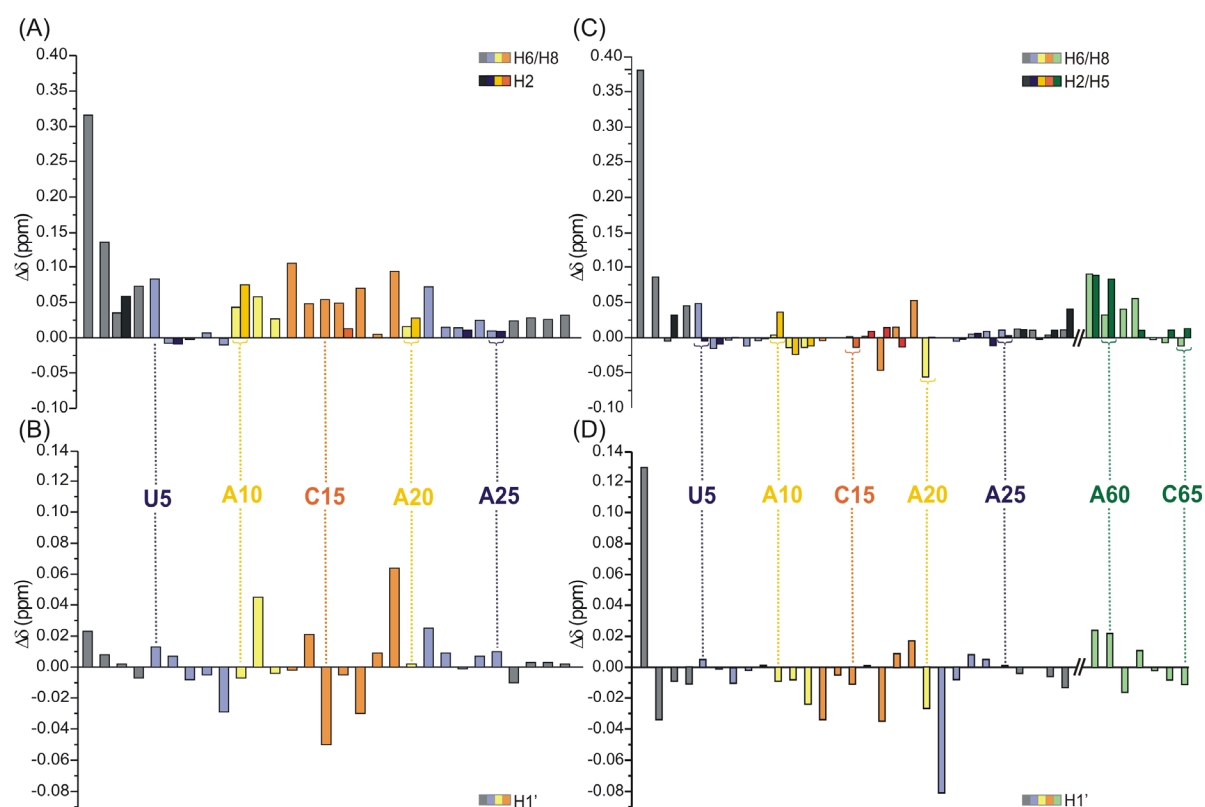 (A)
H6/H8
H2
0.40
0.35
0.30
0.25
0.20
0.15
0.10
0.05
0.00
-0.05
-0.10
Δδ (ppm)
(C)
H6/H8
H2/H5
0.40
0.35
0.30
0.25
0.20
0.15
0.10
0.05
0.00
-0.05
-0.10
Δδ (ppm)
(B)
0.14
0.12
0.10
0.08
0.06
0.04
0.02
0.00
-0.02
-0.04
-0.06
-0.08
Δδ (ppm)
U5 A10 C15 A20 A25
H1'
(D)
0.14
0.12
0.10
0.08
0.06
0.04
0.02
0.00
-0.02
-0.04
-0.06
-0.08
Δδ (ppm)
U5 A10 C15 A20 A25 A60 C65
H1'